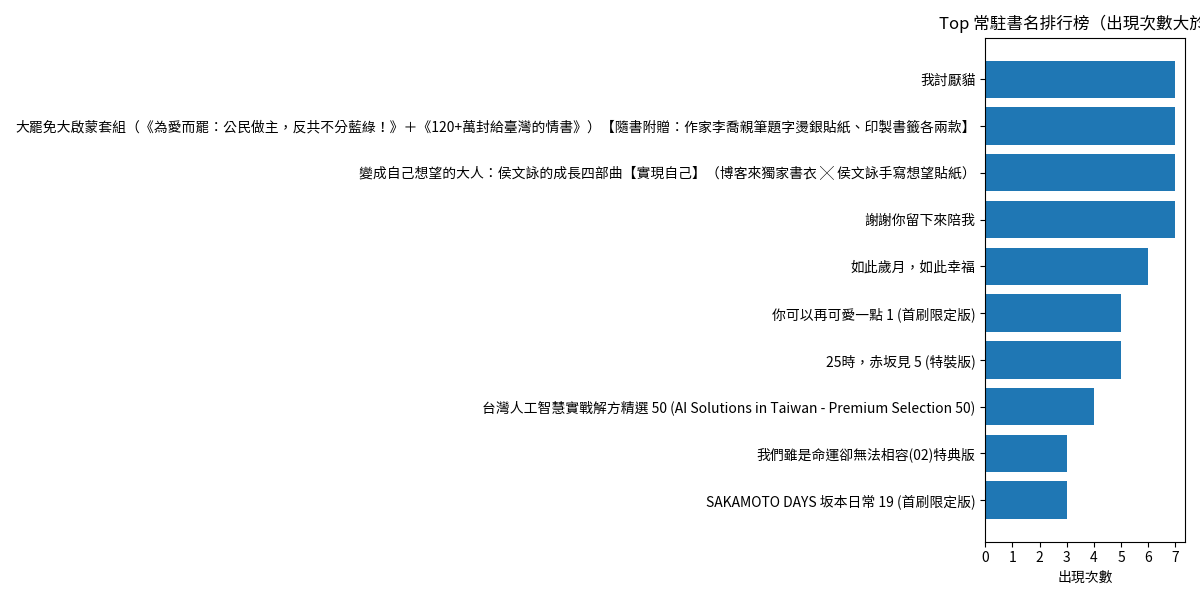 Top 常駐書名排行榜（出現次數大於
我討厭貓
大罷免大啟蒙套組（《為愛而罷：公民做主，反共不分藍綠！》＋《120+萬封給臺灣的情書》）【隨書附贈：作家李喬親筆題字燙銀貼紙、印製書籤各兩款】
變成自己想望的大人：侯文詠的成長四部曲【實現自己】（博客來獨家書衣 ╳ 侯文詠手寫想望貼紙）
謝謝你留下來陪我
如此歲月，如此幸福
你可以再可愛一點 1 (首刷限定版)
25時，赤坂見 5 (特裝版)
台灣人工智慧實戰解方精選 50 (AI Solutions in Taiwan - Premium Selection 50)
我們雖是命運卻無法相容(02)特典版
SAKAMOTO DAYS 坂本日常 19 (首刷限定版)
0 1 2 3 4 5 6 7
出現次數